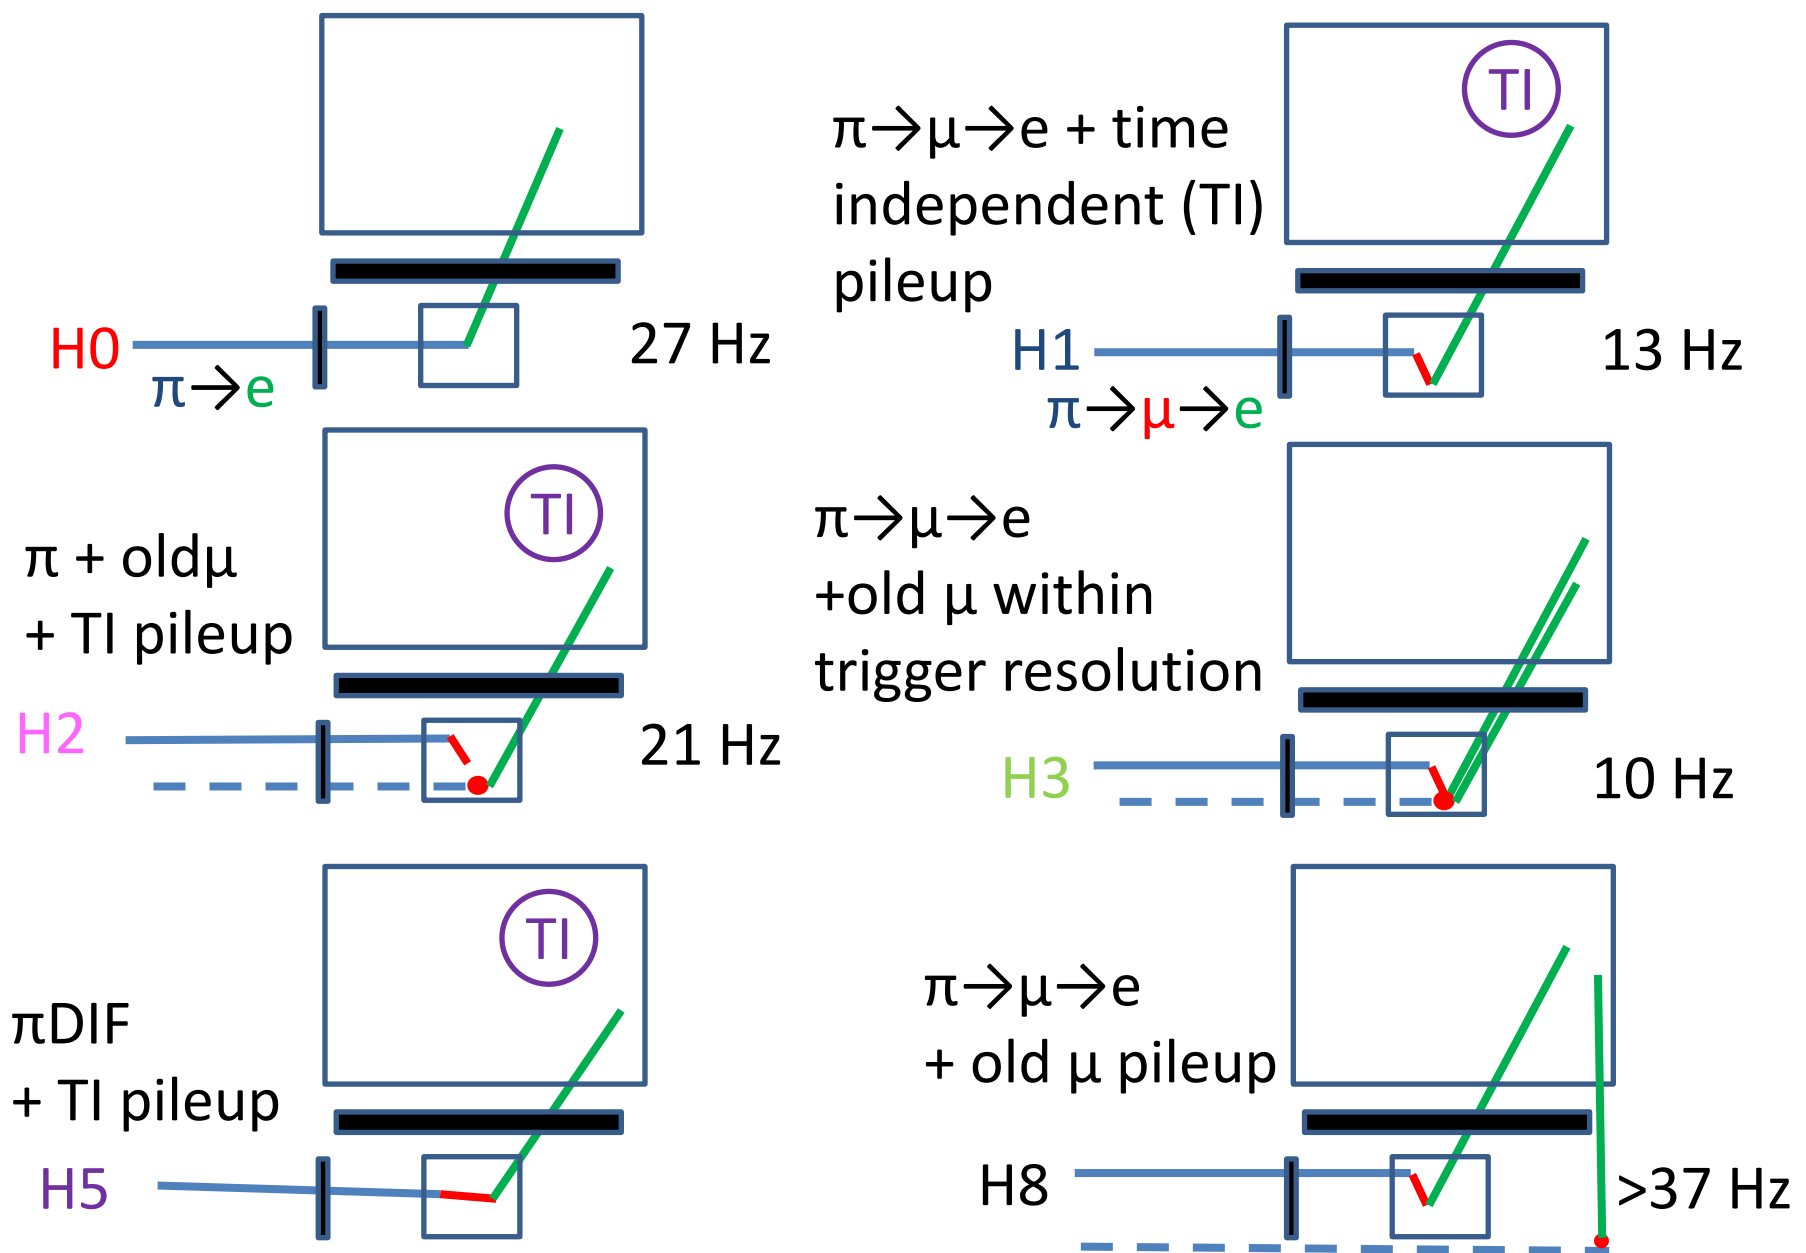 H0
π→e
27 Hz
TI
π→μ→e + time
independent (TI)
pileup
H1
π→μ→e
13 Hz
TI
π + oldμ
+ TI pileup
H2
21 Hz
π→μ→e
+old μ within
trigger resolution
H3
10 Hz
TI
πDIF
+ TI pileup
H5
π→μ→e
+ old μ pileup
H8
>37 Hz